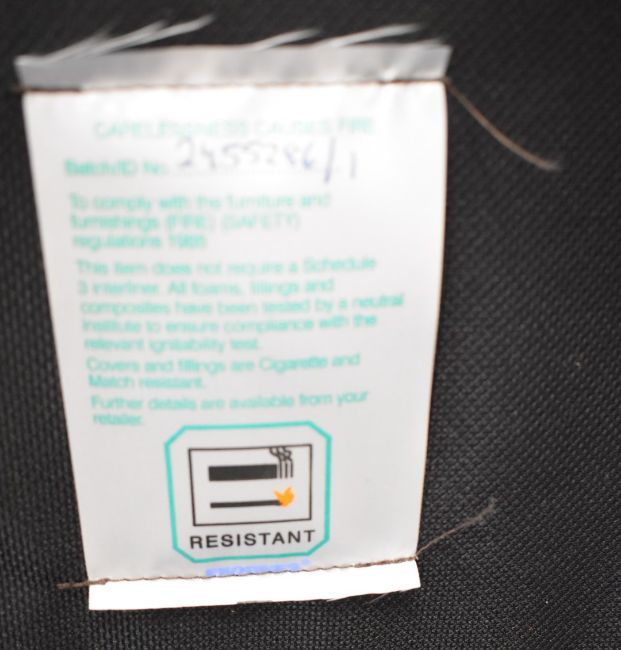 CARELESSNESS CAUSES FIRE
Batch/ID No. 2455286/1
To comply with the furniture and
furnishings (FIRE) (SAFETY)
regulations 1988
This item does not require a Schedule
3 interliner. All foams, fillings and
composites have been tested by a neutral
institute to ensure compliance with the
relevant ignitability test.
Covers and fillings are Cigarette and
Match resistant.
Further details are available from your
retailer.
RESISTANT